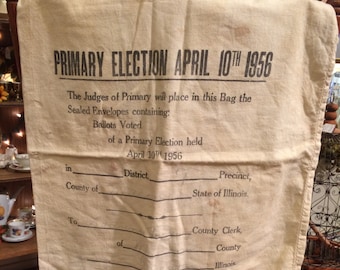 PRIMARY ELECTION APRIL 10TH 1956
The Judges of Primary will place in this Bag the
Sealed Envelopes containing:
Ballots Voted
of a Primary Election held
April 10th 1956
in District, Precinct,
County of State of Illinois.
To County Clerk,
of County
Illinois